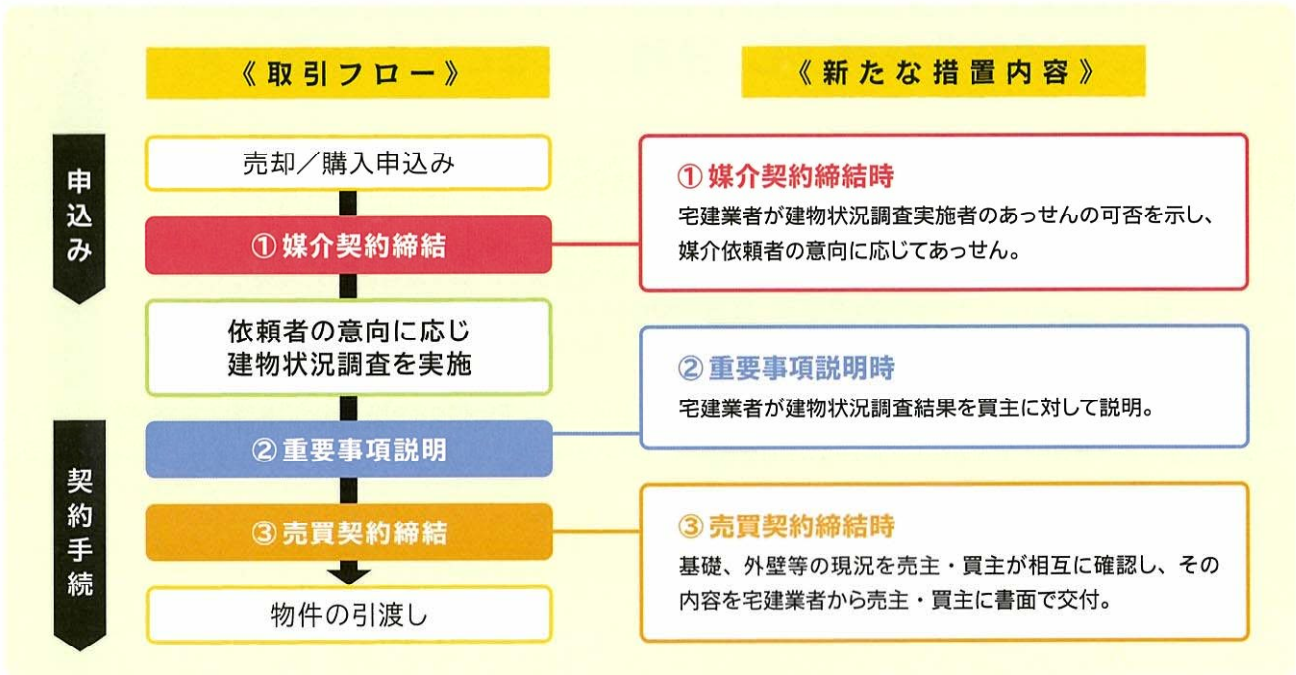 《取引フロー》
《新たな措置内容》
申込み
売却／購入申込み
①媒介契約締結
依頼者の意向に応じ
建物状況調査を実施
契約手続
②重要事項説明
③売買契約締結
物件の引渡し
①媒介契約締結時
宅建業者が建物状況調査実施者のあっせんの可否を示し、
媒介依頼者の意向に応じてあっせん。
②重要事項説明時
宅建業者が建物状況調査結果を買主に対して説明。
③売買契約締結時
基礎、外壁等の現況を売主・買主が相互に確認し、その
内容を宅建業者から売主・買主に書面で交付。